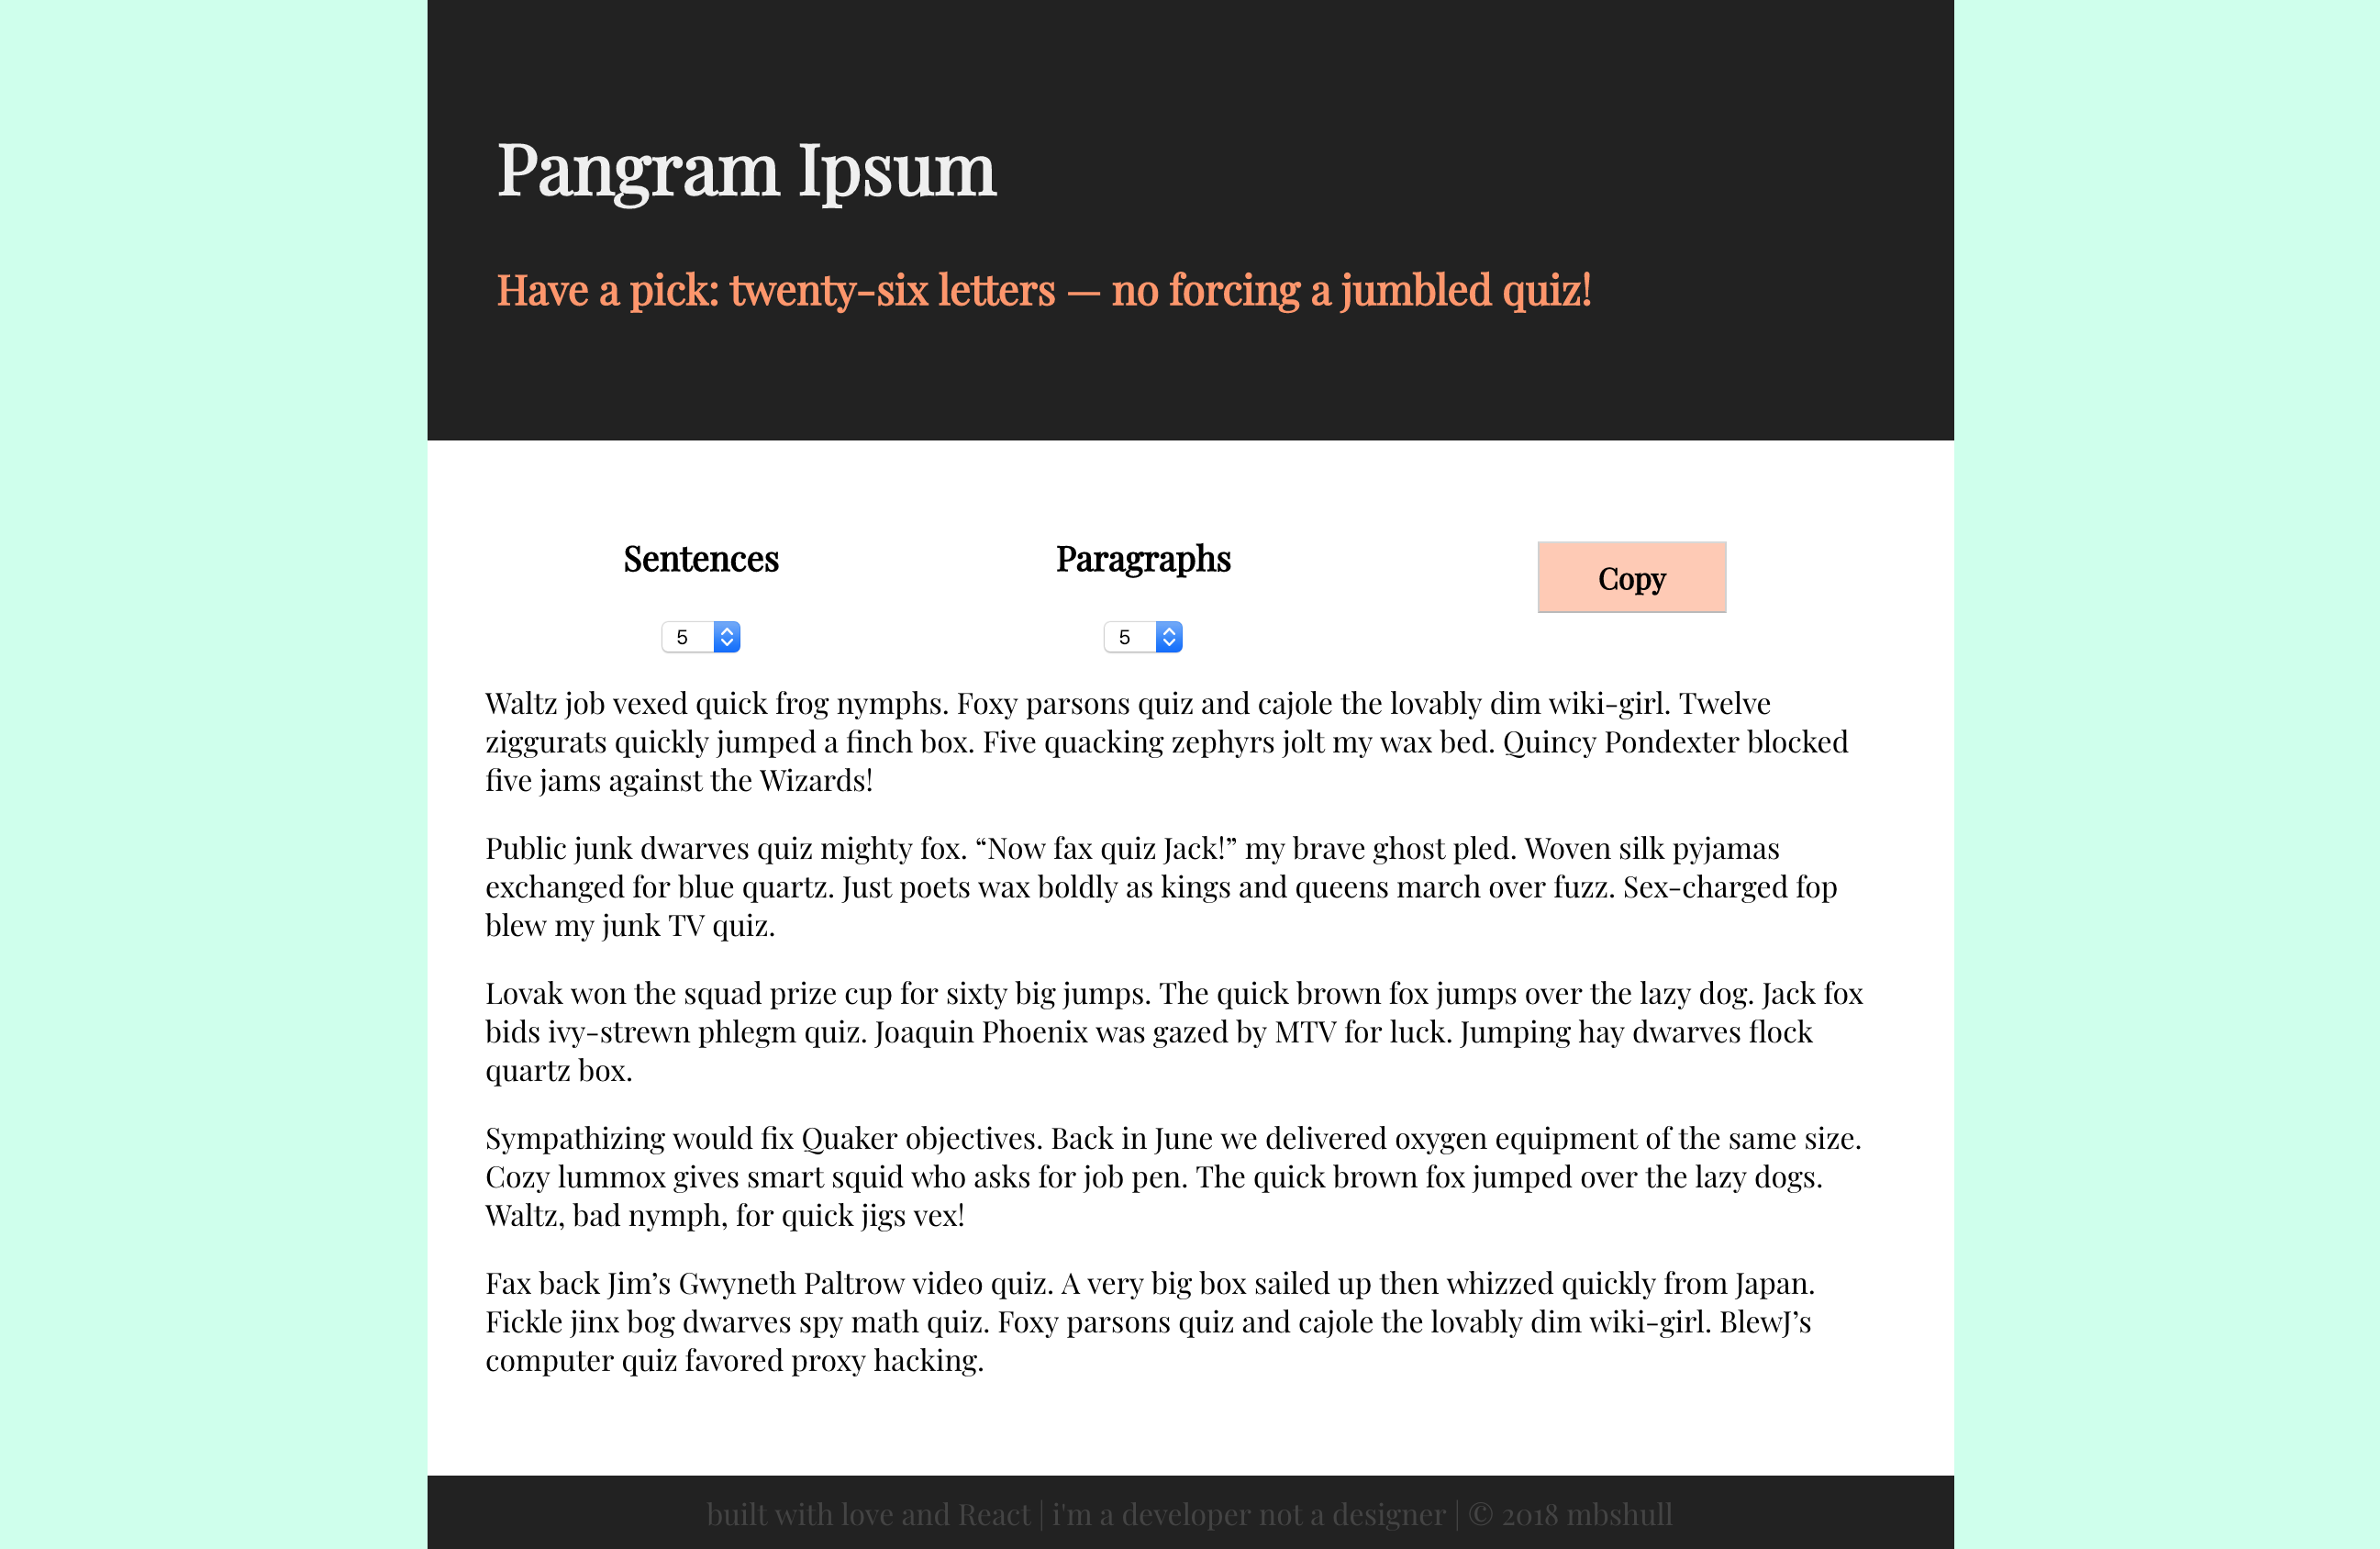 Pangram Ipsum
Have a pick: twenty-six letters — no forcing a jumbled quiz!
Sentences
Paragraphs
Copy
5
5
Waltz job vexed quick frog nymphs. Foxy parsons quiz and cajole the lovably dim wiki-girl. Twelve
ziggurats quickly jumped a finch box. Five quacking zephyrs jolt my wax bed. Quincy Pondexter blocked
five jams against the Wizards!
Public junk dwarves quiz mighty fox. “Now fax quiz Jack!” my brave ghost pled. Woven silk pyjamas
exchanged for blue quartz. Just poets wax boldly as kings and queens march over fuzz. Sex-charged fop
blew my junk TV quiz.
Lovak won the squad prize cup for sixty big jumps. The quick brown fox jumps over the lazy dog. Jack fox
bids ivy-strewn phlegm quiz. Joaquin Phoenix was gazed by MTV for luck. Jumping hay dwarves flock
quartz box.
Sympathizing would fix Quaker objectives. Back in June we delivered oxygen equipment of the same size.
Cozy lummox gives smart squid who asks for job pen. The quick brown fox jumped over the lazy dogs.
Waltz, bad nymph, for quick jigs vex!
Fax back Jim’s Gwyneth Paltrow video quiz. A very big box sailed up then whizzed quickly from Japan.
Fickle jinx bog dwarves spy math quiz. Foxy parsons quiz and cajole the lovably dim wiki-girl. BlewJ’s
computer quiz favored proxy hacking.
built with love and React | i'm a developer not a designer | © 2018 mbshull